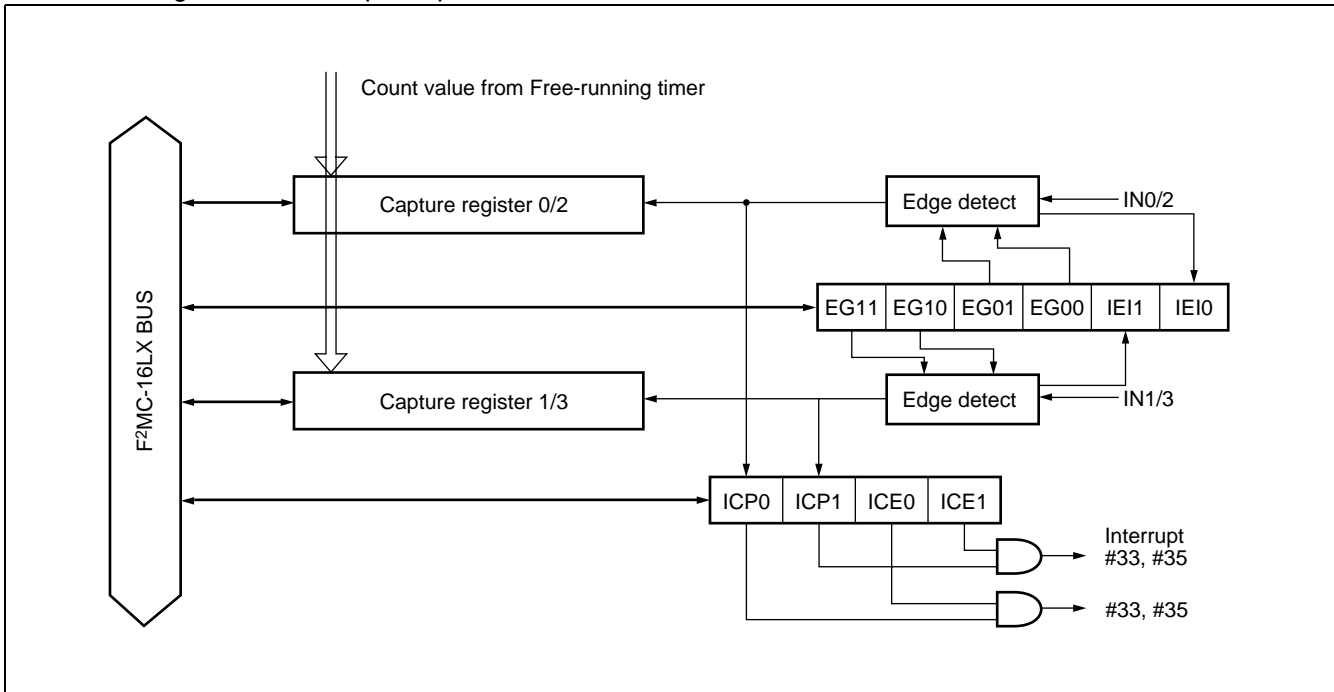 Count value from Free-running timer
Capture register 0/2
Edge detect
IN0/2
F²MC-16LX BUS
EG11 EG10 EG01 EG00 IEI1 IEI0
Capture register 1/3
Edge detect
IN1/3
ICP0 ICP1 ICE0 ICE1
Interrupt
#33, #35
#33, #35